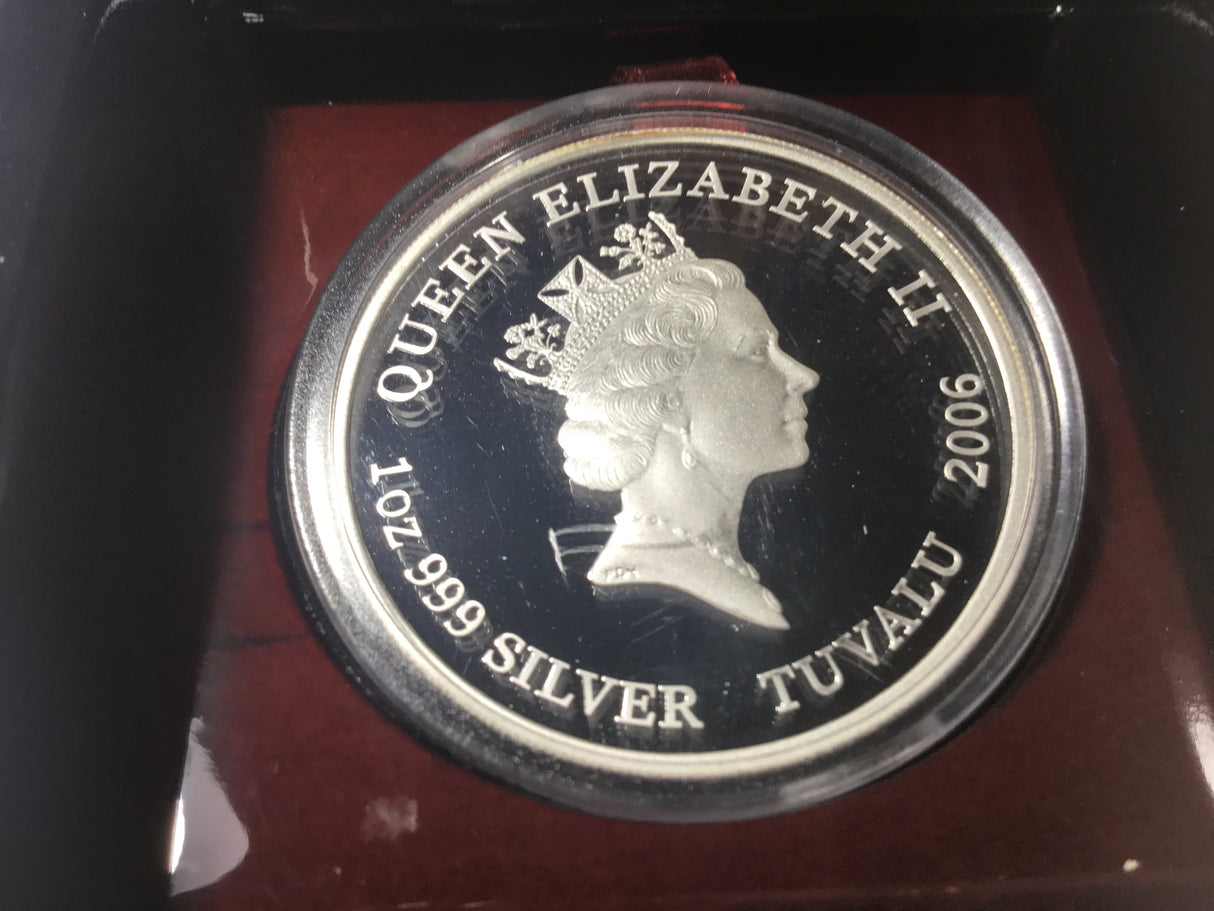 QUEEN ELIZABETH II
1oz 999 SILVER TUVALU 2006